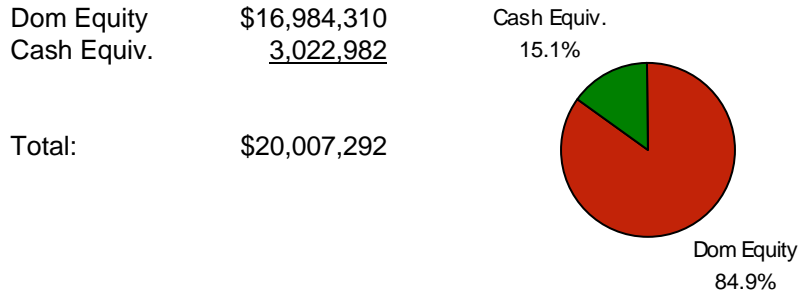 Dom Equity $16,984,310
Cash Equiv. 3,022,982
Total: $20,007,292
Cash Equiv.
15.1%
Dom Equity
84.9%